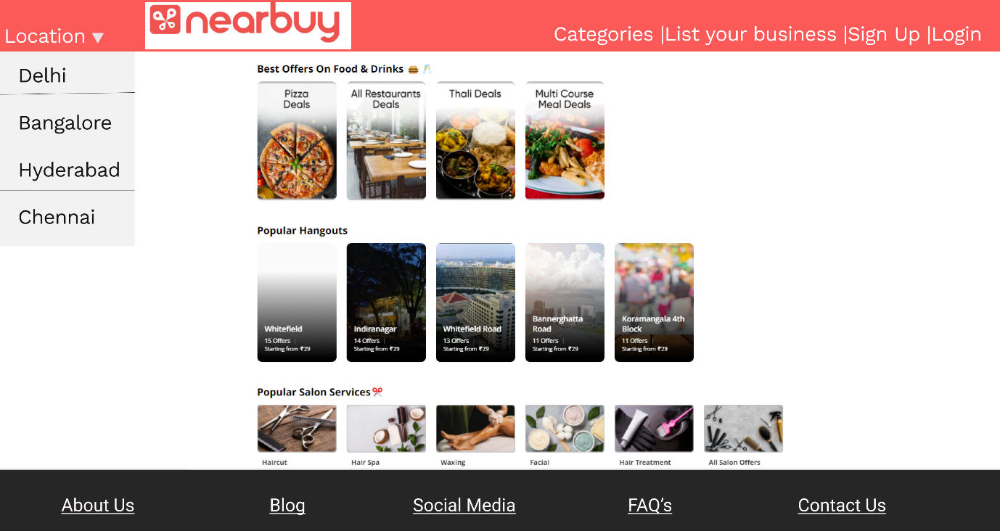 Location ▼
nearbuy
Categories |List your business |Sign Up |Login
Delhi
Bangalore
Hyderabad
Chennai
Best Offers On Food & Drinks 🍔 🥂
Pizza
Deals
All Restaurants
Deals
Thali Deals
Multi Course
Meal Deals
Popular Hangouts
Whitefield
15 Offers |
Starting from ₹29
Indiranagar
14 Offers |
Starting from ₹29
Whitefield Road
13 Offers |
Starting from ₹29
Bannerghatta
Road
11 Offers |
Starting from ₹29
Koramangala 4th
Block
11 Offers |
Starting from ₹29
Popular Salon Services
Haircut
Hair Spa
Waxing
Facial
Hair Treatment
All Salon Offers
About Us
Blog
Social Media
FAQ's
Contact Us